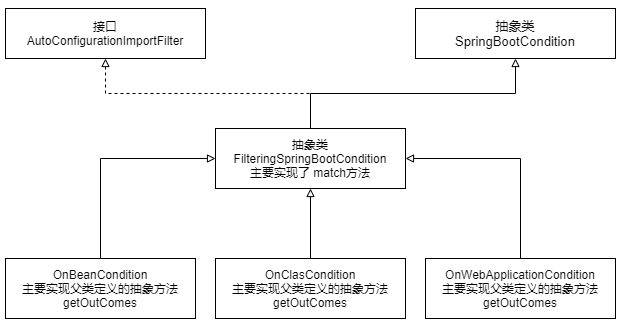 接口
AutoConfigurationImportFilter
抽象类
SpringBootCondition
抽象类
FilteringSpringBootCondition
主要实现了 match方法
OnBeanCondition
主要实现父类定义的抽象方法
getOutComes
OnClasCondition
主要实现父类定义的抽象方法
getOutComes
OnWebApplicationCondition
主要实现父类定义的抽象方法
getOutComes